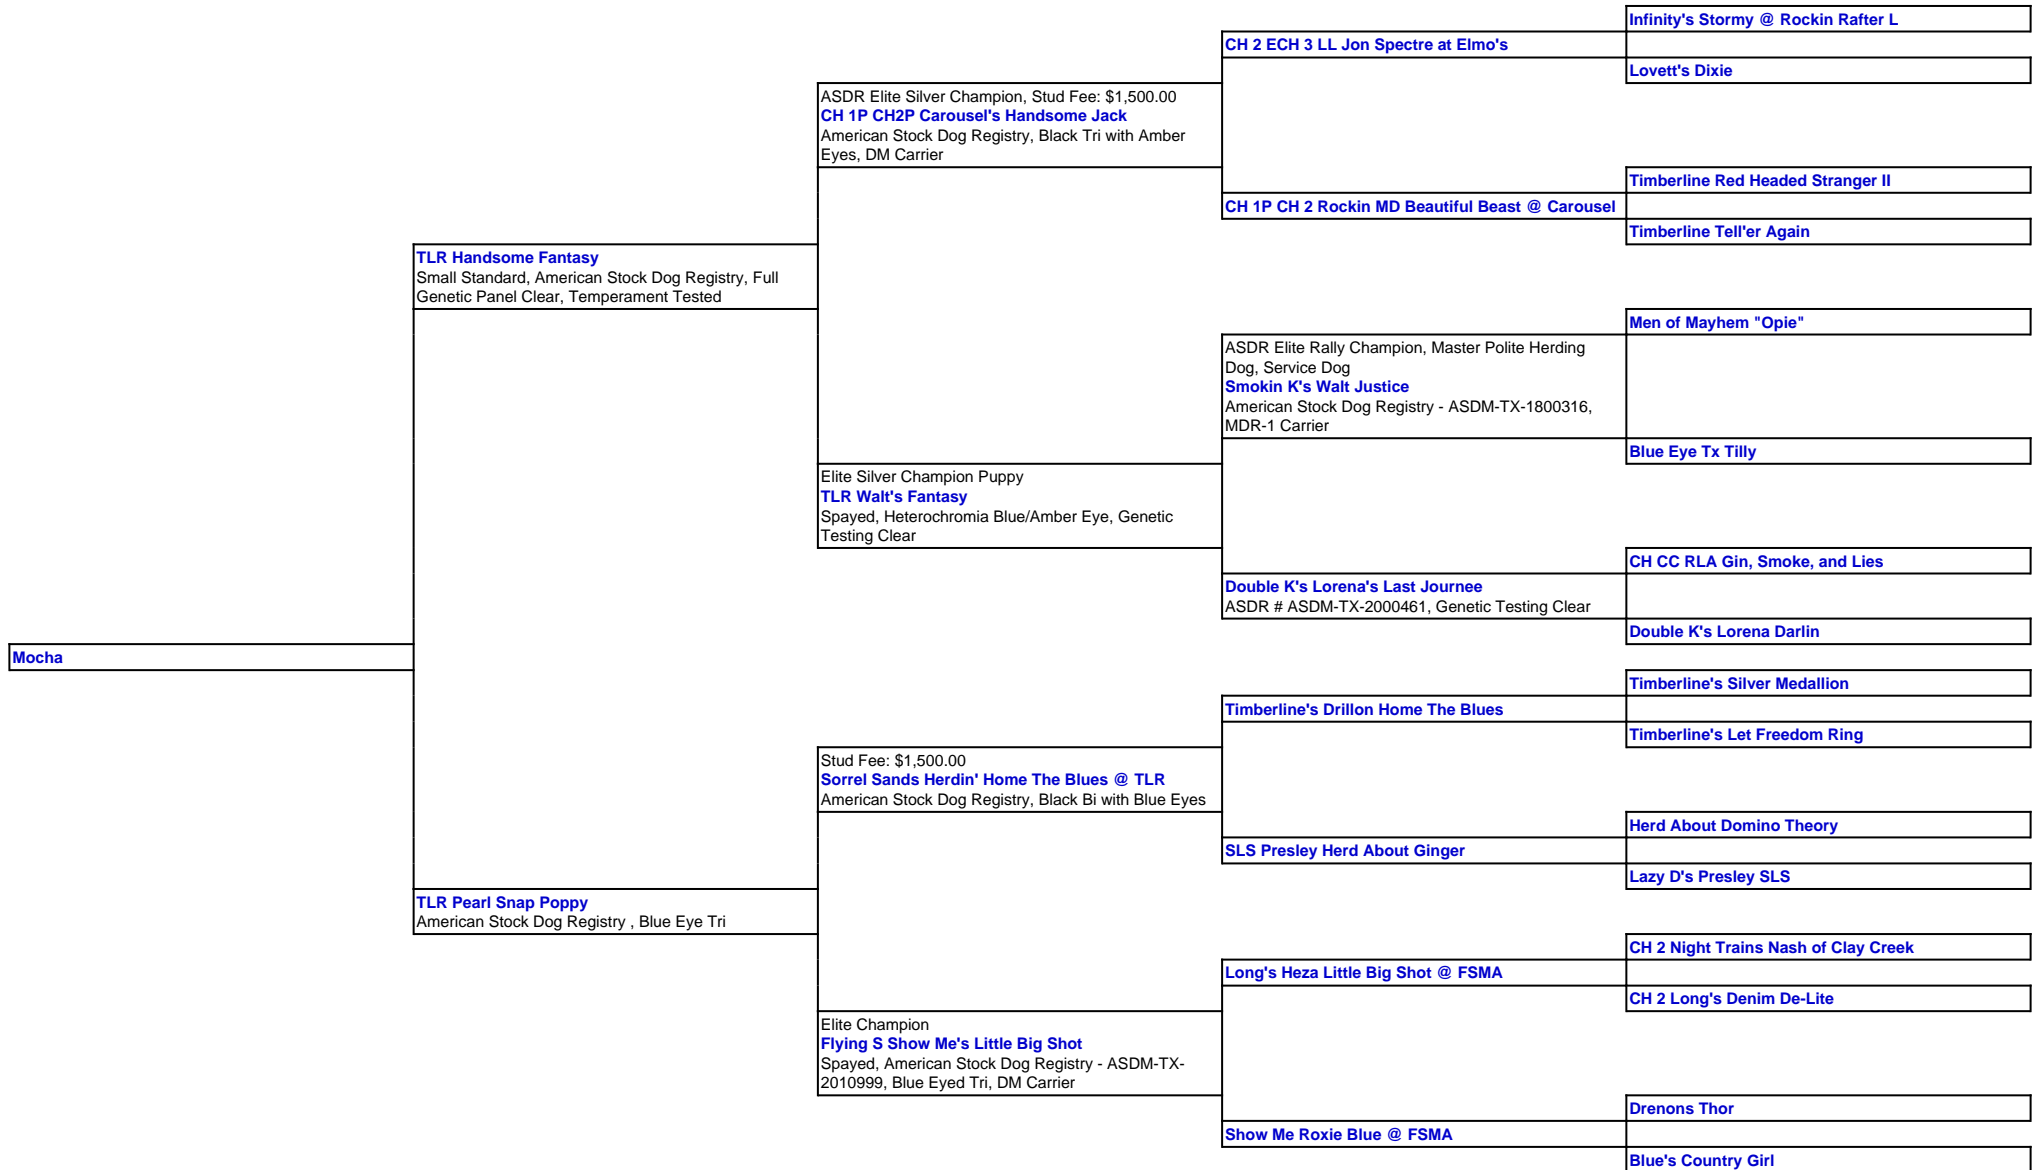 Infinity's Stormy @ Rockin Rafter L
CH 2 ECH 3 LL Jon Spectre at Elmo's
Lovett's Dixie
ASDR Elite Silver Champion, Stud Fee: $1,500.00
CH 1P CH2P Carousel's Handsome Jack
American Stock Dog Registry, Black Tri with Amber
Eyes, DM Carrier
Timberline Red Headed Stranger II
CH 1P CH 2 Rockin MD Beautiful Beast @ Carousel
Timberline Tell'er Again
TLR Handsome Fantasy
Small Standard, American Stock Dog Registry, Full
Genetic Panel Clear, Temperament Tested
Men of Mayhem "Opie"
ASDR Elite Rally Champion, Master Polite Herding
Dog, Service Dog
Smokin K's Walt Justice
American Stock Dog Registry - ASDM-TX-1800316,
MDR-1 Carrier
Blue Eye Tx Tilly
Elite Silver Champion Puppy
TLR Walt's Fantasy
Spayed, Heterochromia Blue/Amber Eye, Genetic
Testing Clear
CH CC RLA Gin, Smoke, and Lies
Double K's Lorena's Last Journee
ASDR # ASDM-TX-2000461, Genetic Testing Clear
Double K's Lorena Darlin
Mocha
Timberline's Silver Medallion
Timberline's Drillon Home The Blues
Timberline's Let Freedom Ring
Stud Fee: $1,500.00
Sorrel Sands Herdin' Home The Blues @ TLR
American Stock Dog Registry, Black Bi with Blue Eyes
Herd About Domino Theory
SLS Presley Herd About Ginger
Lazy D's Presley SLS
TLR Pearl Snap Poppy
American Stock Dog Registry , Blue Eye Tri
CH 2 Night Trains Nash of Clay Creek
Long's Heza Little Big Shot @ FSMA
CH 2 Long's Denim De-Lite
Elite Champion
Flying S Show Me's Little Big Shot
Spayed, American Stock Dog Registry - ASDM-TX-
2010999, Blue Eyed Tri, DM Carrier
Drenons Thor
Show Me Roxie Blue @ FSMA
Blue's Country Girl